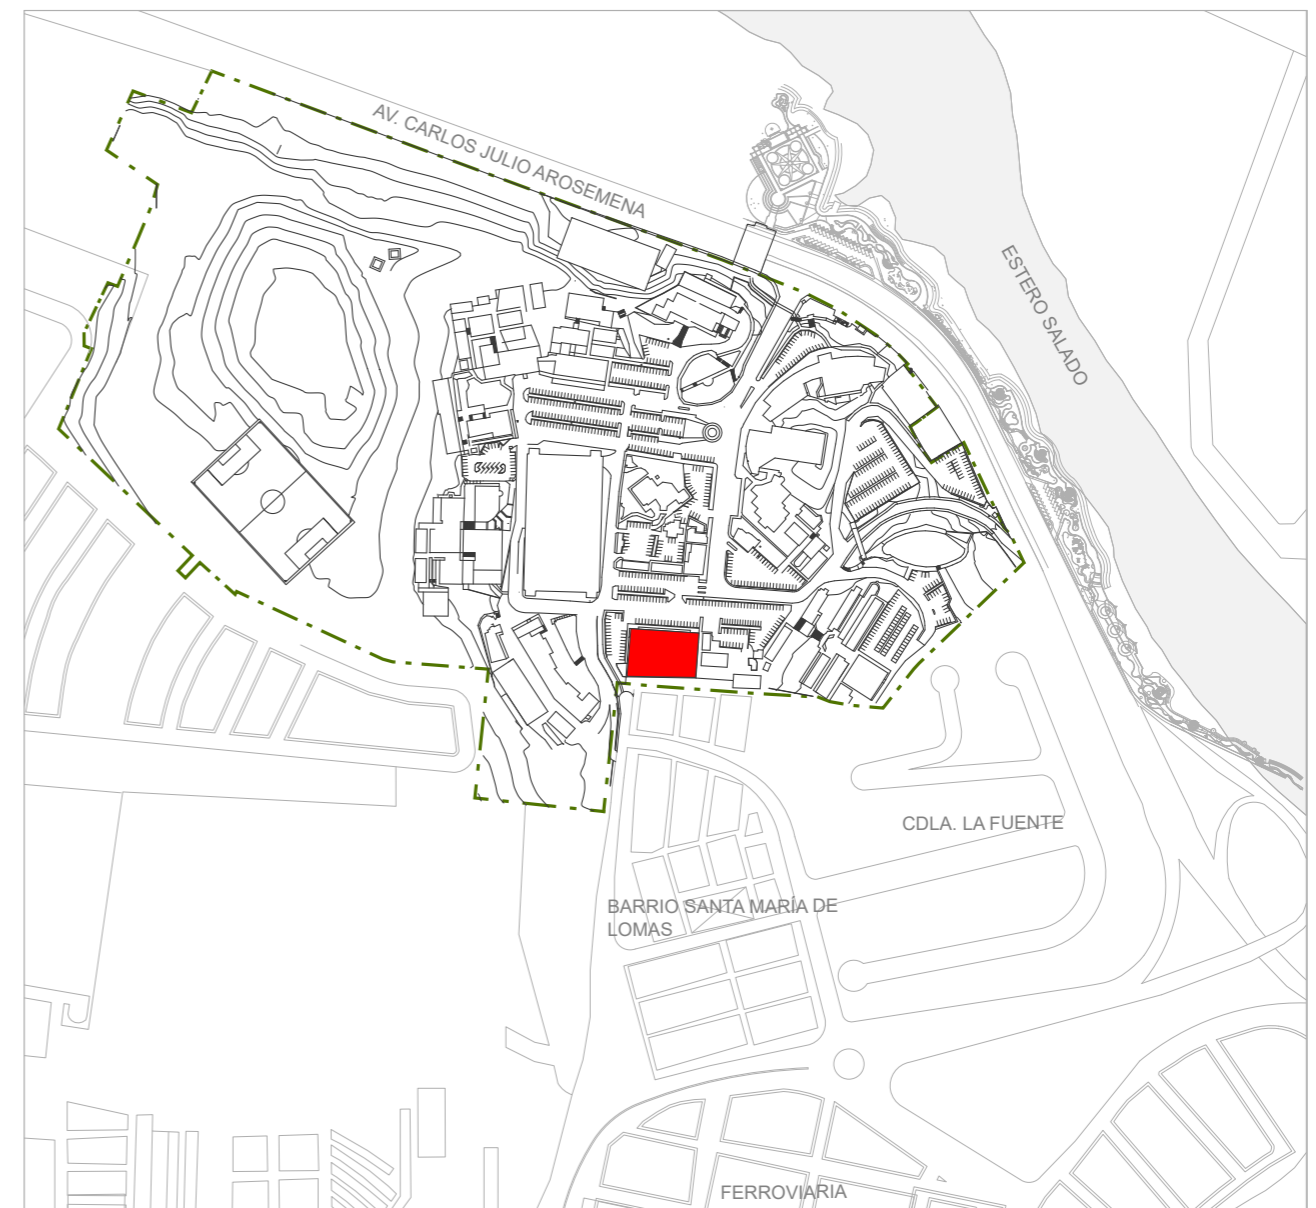 AV. CARLOS JULIO AROSEMENA
ESTERO SALADO
CDLA. LA FUENTE
BARRIO SANTA MARÍA DE
LOMAS
FERROVIARIA